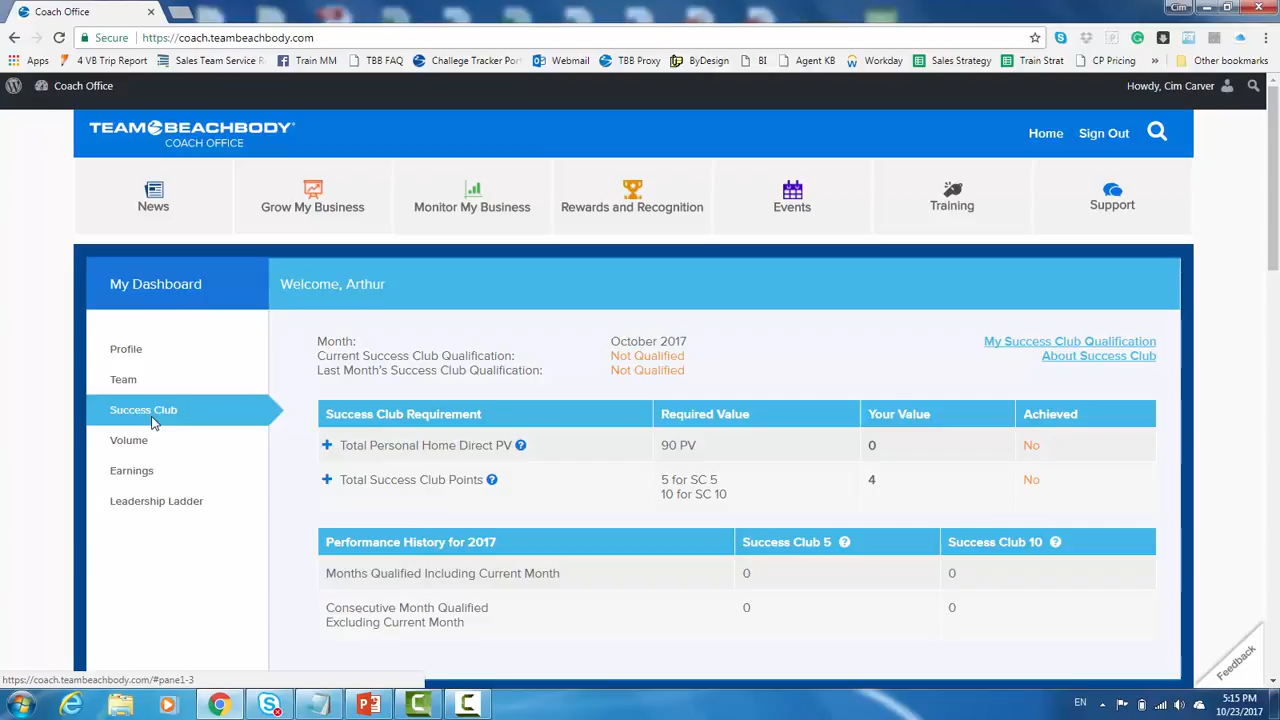 Coach Office
Cim
Secure
https://coach.teambeachbody.com
Apps
4 VB Trip Report
Sales Team Service R
Train MM
TBB FAQ
Challege Tracker Por
Webmail
TBB Proxy
ByDesign
BI
Agent KB
Workday
Sales Strategy
Train Strat
CP Pricing
»
Other bookmarks
Coach Office
Howdy, Cim Carver
TEAM BEACHBODY
COACH OFFICE
Home
Sign Out
News
Grow My Business
Monitor My Business
Rewards and Recognition
Events
Training
Support
My Dashboard
Welcome, Arthur
Profile
Team
Success Club
Volume
Earnings
Leadership Ladder
Month: October 2017
Current Success Club Qualification: Not Qualified
Last Month's Success Club Qualification: Not Qualified
My Success Club Qualification
About Success Club
Success Club Requirement Required Value Your Value Achieved
+ Total Personal Home Direct PV ? 90 PV 0 No
+ Total Success Club Points ? 5 for SC 5 4 No
10 for SC 10
Performance History for 2017 Success Club 5 ? Success Club 10 ?
Months Qualified Including Current Month 0 0
Consecutive Month Qualified 0 0
Excluding Current Month
Feedback
https://coach.teambeachbody.com/#pane1-3
EN
5:15 PM
10/23/2017